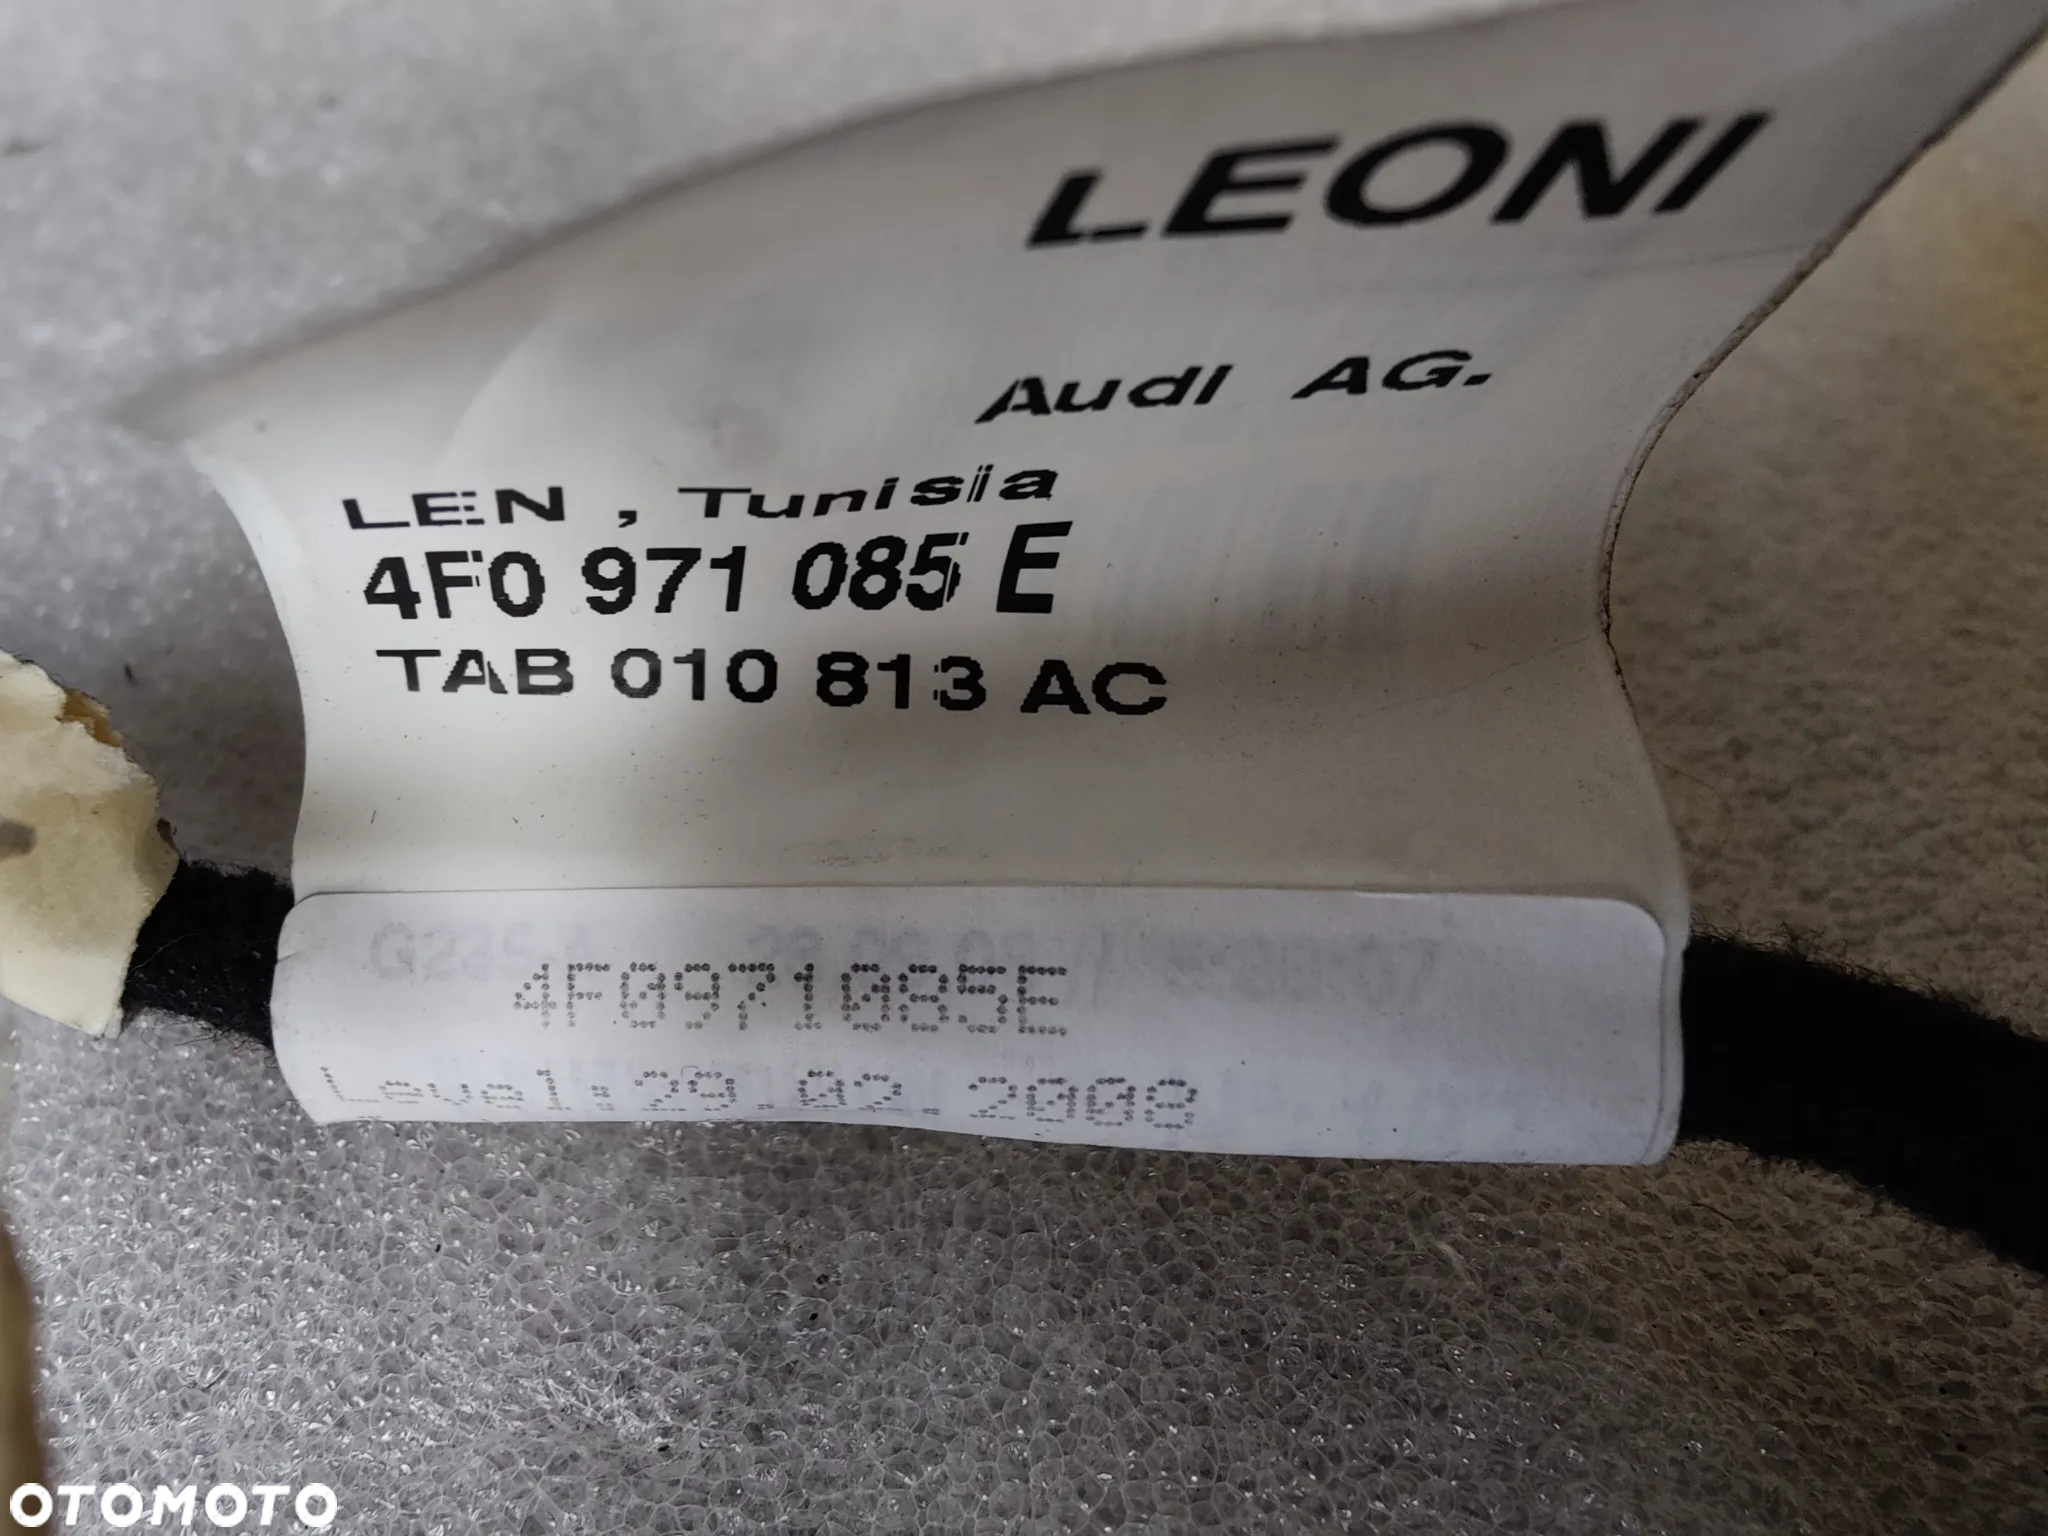 LEONI
Audi AG.
LEN , Tunisia
4F0 971 085 E
TAB 010 813 AC
4F0971085E
OTOMOTO